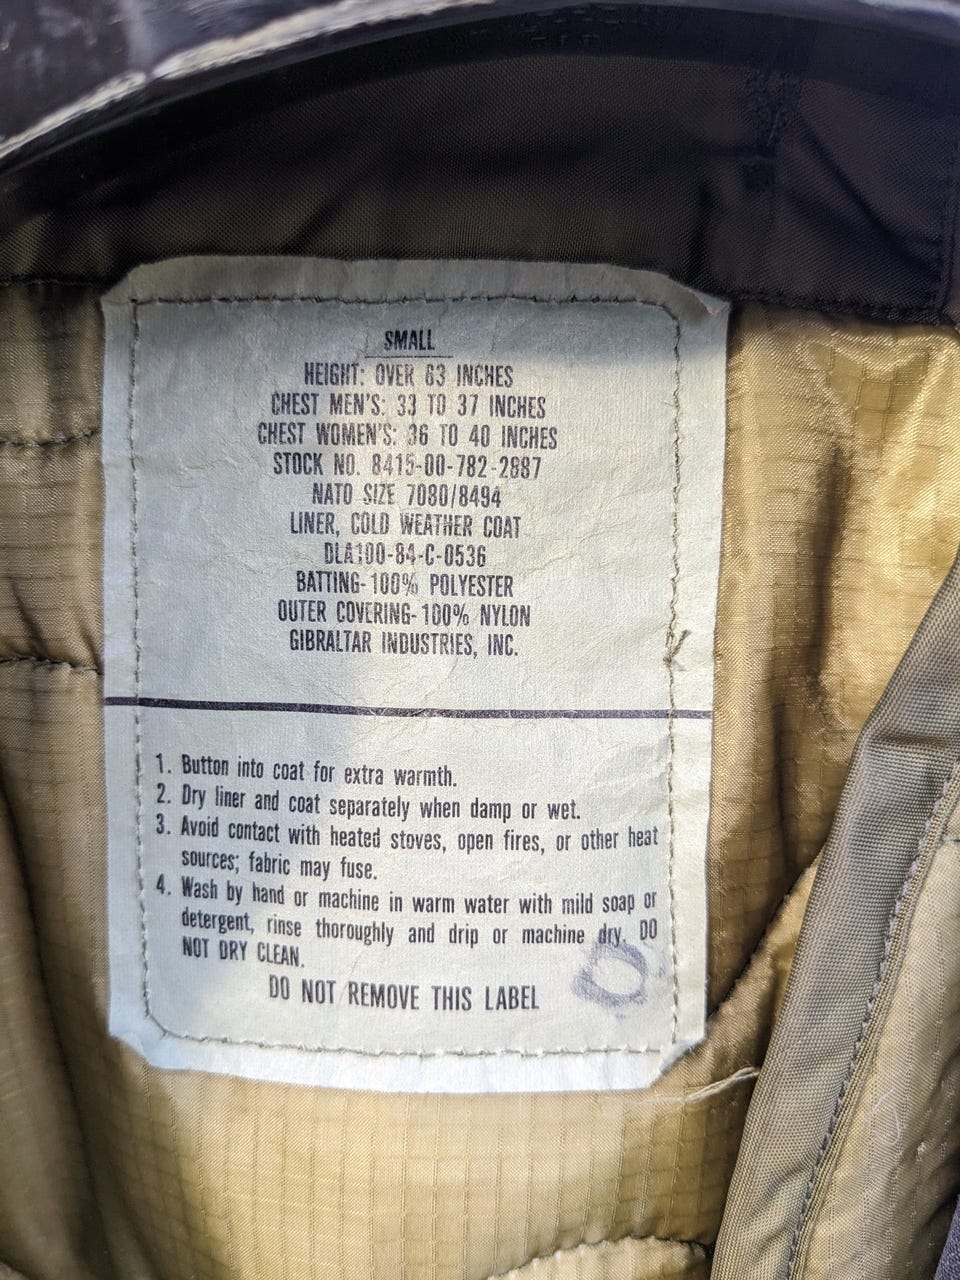 SMALL
HEIGHT: OVER 63 INCHES
CHEST MEN'S: 33 TO 37 INCHES
CHEST WOMEN'S: 36 TO 40 INCHES
STOCK NO. 8415-00-782-2887
NATO SIZE 7080/8494
LINER, COLD WEATHER COAT
DLA100-84-C-0536
BATTING-100% POLYESTER
OUTER COVERING-100% NYLON
GIBRALTAR INDUSTRIES, INC.
1. Button into coat for extra warmth.
2. Dry liner and coat separately when damp or wet.
3. Avoid contact with heated stoves, open fires, or other heat
sources; fabric may fuse.
4. Wash by hand or machine in warm water with mild soap or
detergent, rinse thoroughly and drip or machine dry. DO
NOT DRY CLEAN.
DO NOT REMOVE THIS LABEL